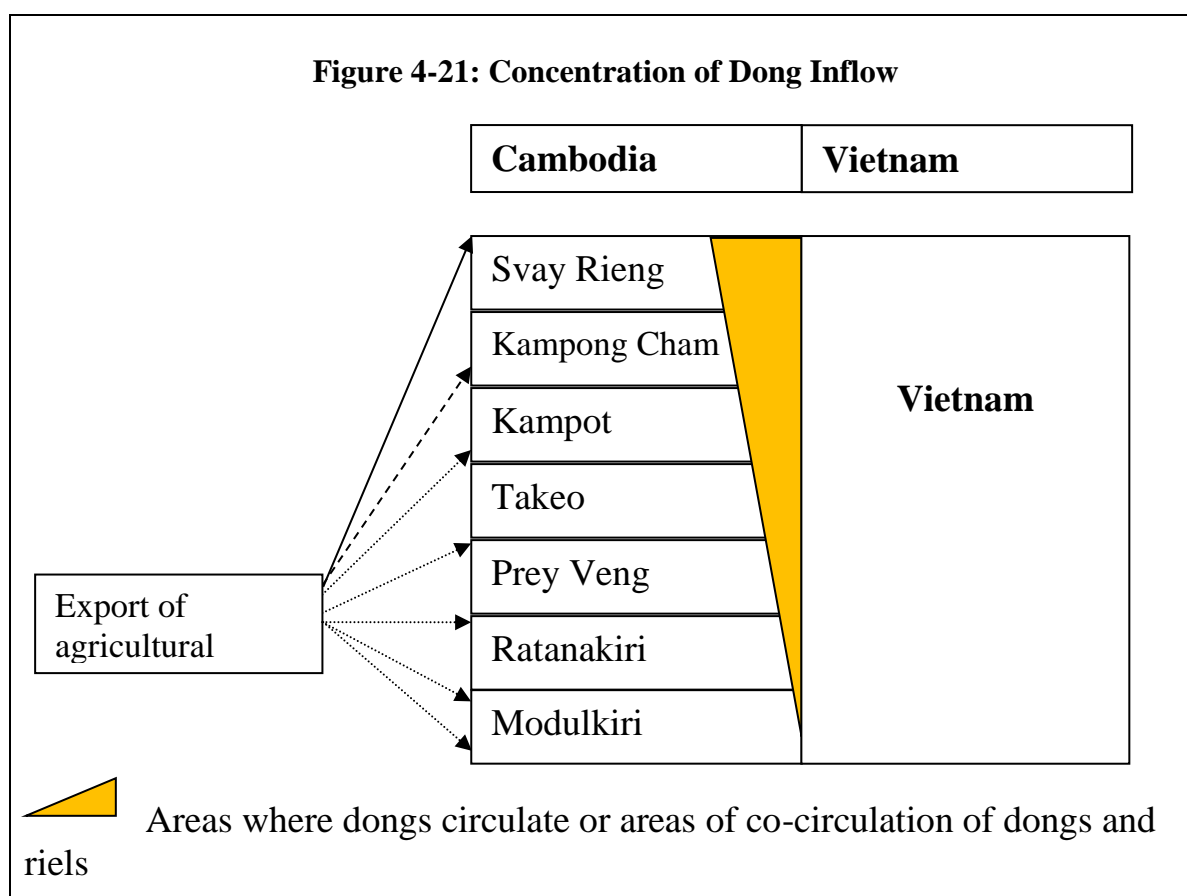 Figure 4-21: Concentration of Dong Inflow
Cambodia
Vietnam
Svay Rieng
Kampong Cham
Kampot
Takeo
Prey Veng
Ratanakiri
Modulkiri
Vietnam
Export of
agricultural
Areas where dongs circulate or areas of co-circulation of dongs and
riels